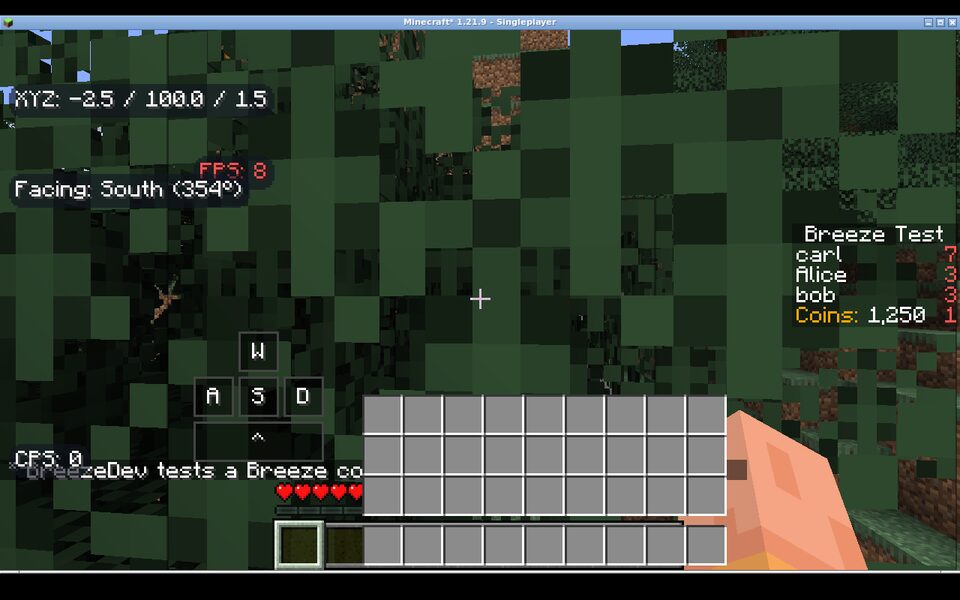 Minecraft* 1.21.9 - Singleplayer
XYZ: -2.5 / 100.0 / 1.5
FPS: 8
Facing: South (354º)
Breeze Test
carl 7
Alice 3
bob 3
Coins: 1,250 1
W
A S D
^
CPS: 0
BreezeDev tests a Breeze co